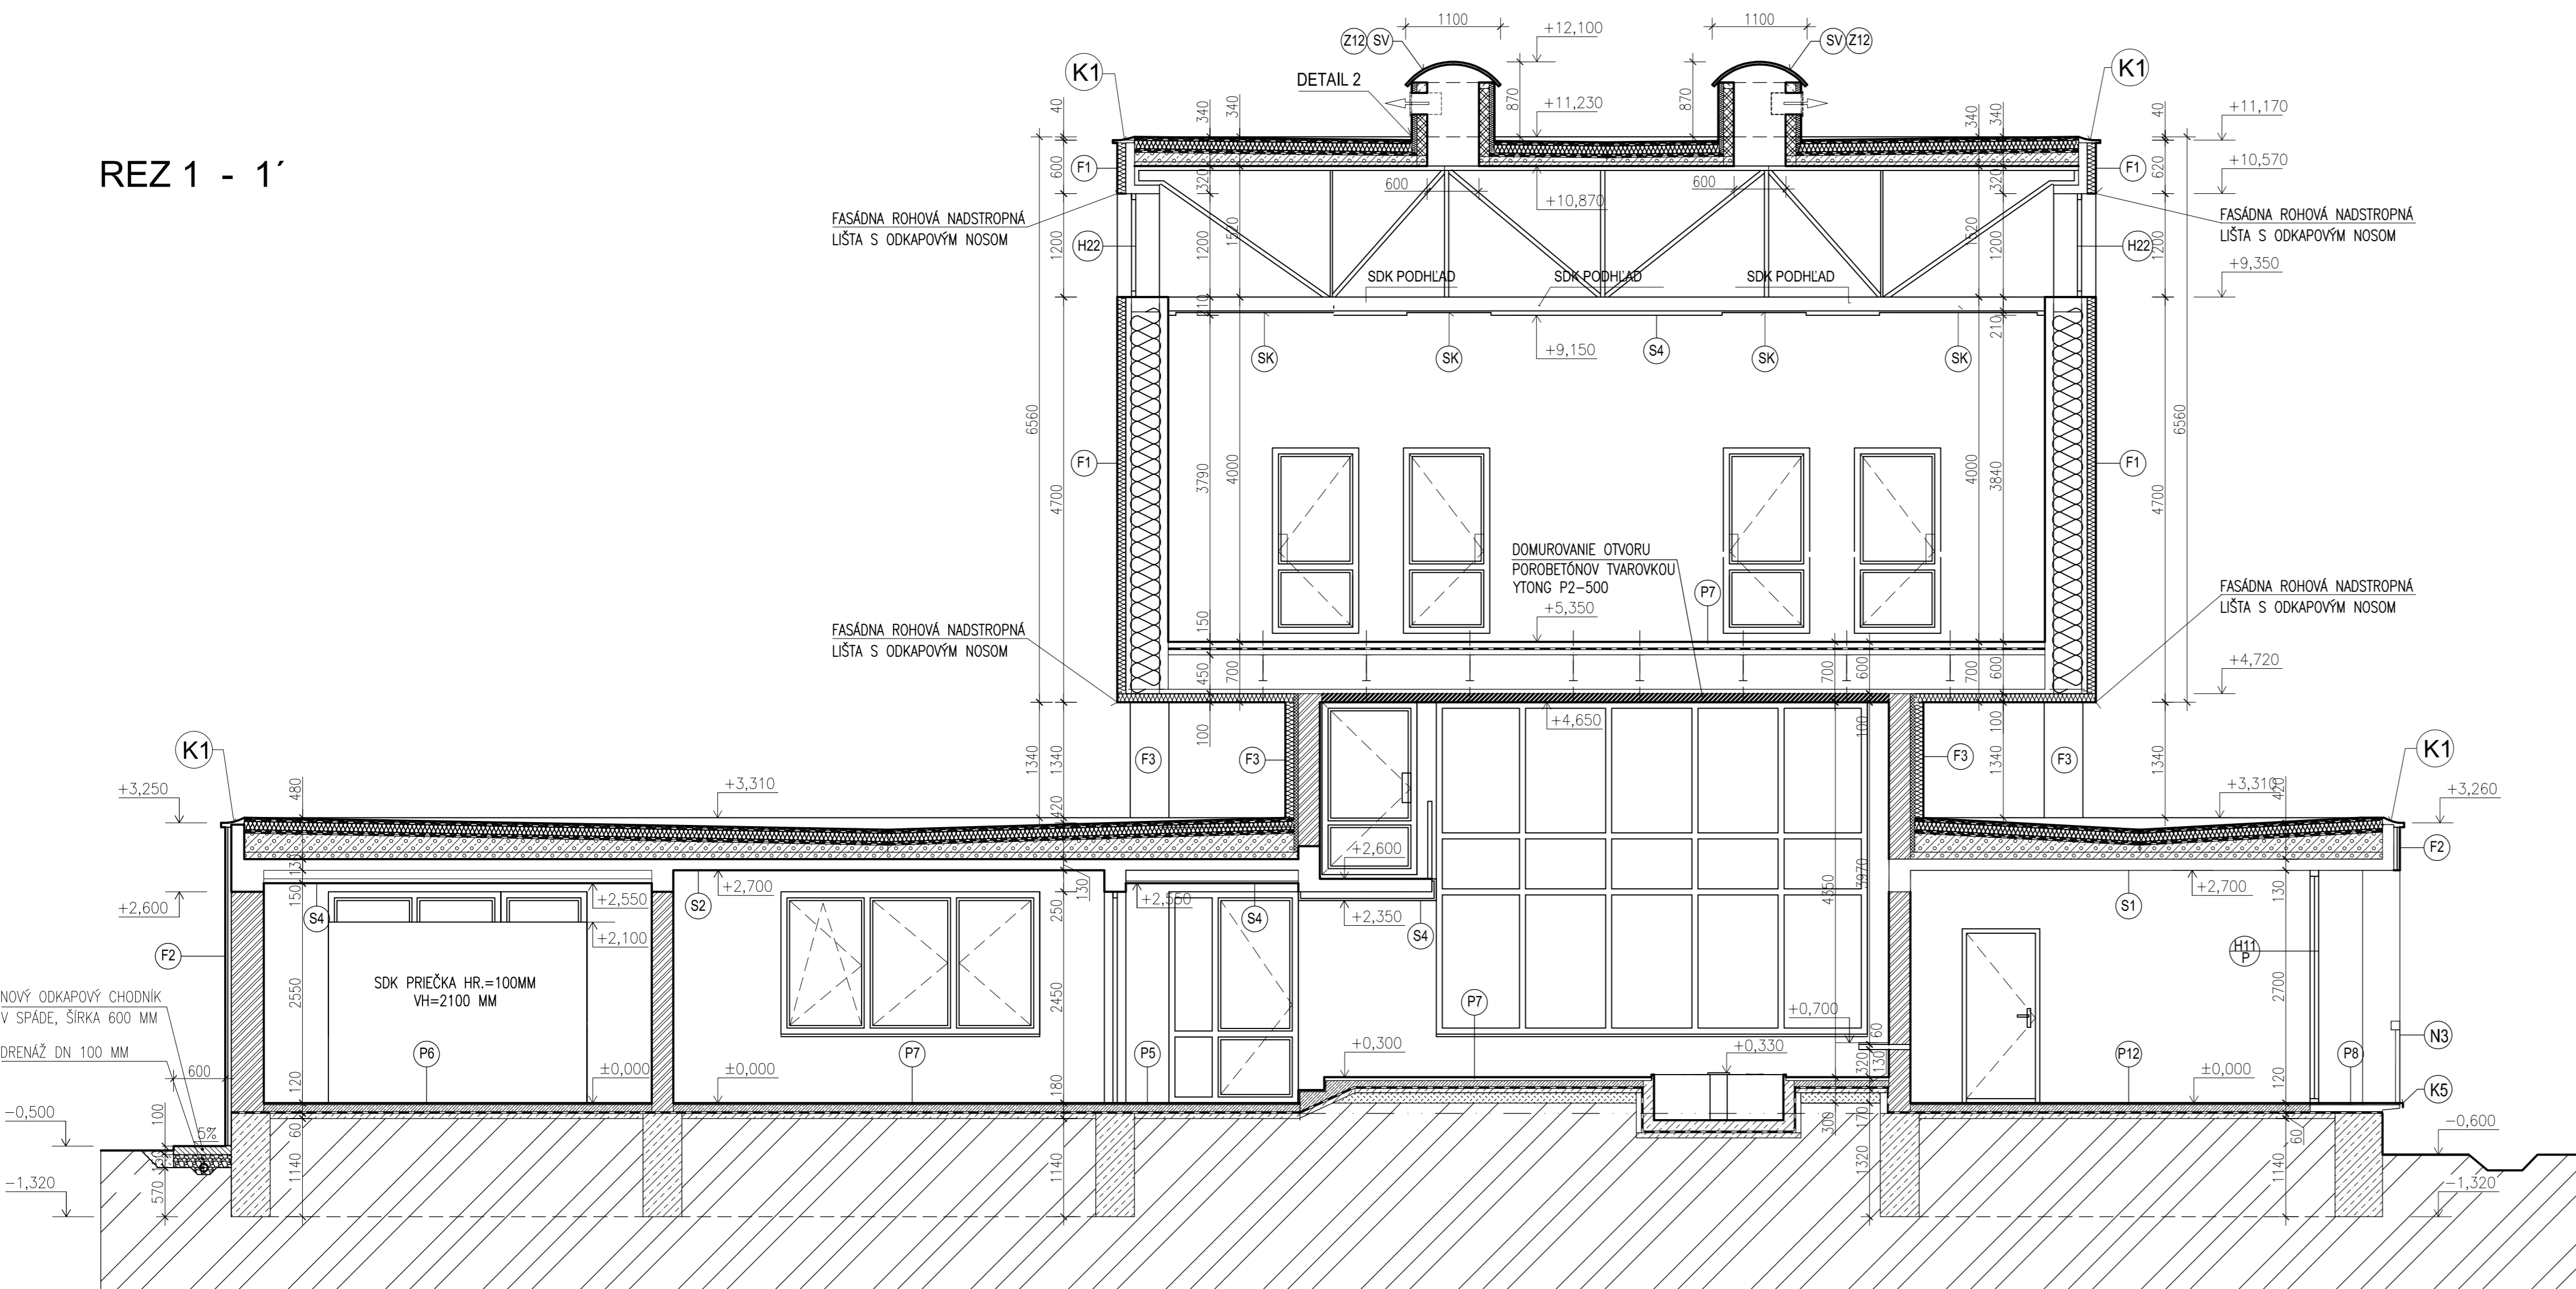 REZ 1 - 1´
1100
1100
+12,100
Z12
SV
SV
Z12
K1
K1
DETAIL 2
870
870
+11,230
+11,170
40
340
340
340
340
40
F1
600
320
600
600
320
620
F1
+10,570
+10,870
FASÁDNA ROHOVÁ NADSTROPNÁ
LIŠTA S ODKAPOVÝM NOSOM
FASÁDNA ROHOVÁ NADSTROPNÁ
LIŠTA S ODKAPOVÝM NOSOM
H22
1200
1200
1520
1520
1200
1200
H22
+9,350
SDK PODHĽAD
SDK PODHĽAD
SDK PODHĽAD
210
210
SK
SK
+9,150
S4
SK
SK
6560
6560
F1
4700
3790
4000
4000
3840
4700
F1
DOMUROVANIE OTVORU
POROBETÓNOV TVAROVKOU
YTONG P2-500
P7
+5,350
FASÁDNA ROHOVÁ NADSTROPNÁ
LIŠTA S ODKAPOVÝM NOSOM
FASÁDNA ROHOVÁ NADSTROPNÁ
LIŠTA S ODKAPOVÝM NOSOM
150
450
700
700
600
700
600
+4,720
+4,650
100
100
100
K1
K1
F3
F3
F3
F3
1340
1340
1340
1340
+3,250
480
+3,310
420
+3,310
420
+3,260
F2
130
+2,600
150
S4
+2,550
+2,100
S2
+2,700
130
250
+2,550
S4
+2,600
+2,350
S4
4350
3970
S1
+2,700
130
+2,600
F2
H11
P
SDK PRIEČKA HR.=100MM
VH=2100 MM
2550
2450
2700
NOVÝ ODKAPOVÝ CHODNÍK
V SPÁDE, ŠÍRKA 600 MM
DRENÁŽ DN 100 MM
600
P6
P7
P5
P7
+0,700
60
+0,300
+0,330
320
130
P12
P8
N3
K5
±0,000
±0,000
±0,000
120
180
120
-0,500
100
5%
60
300
170
60
-0,600
570
1140
1140
1320
1140
-1,320
-1,320